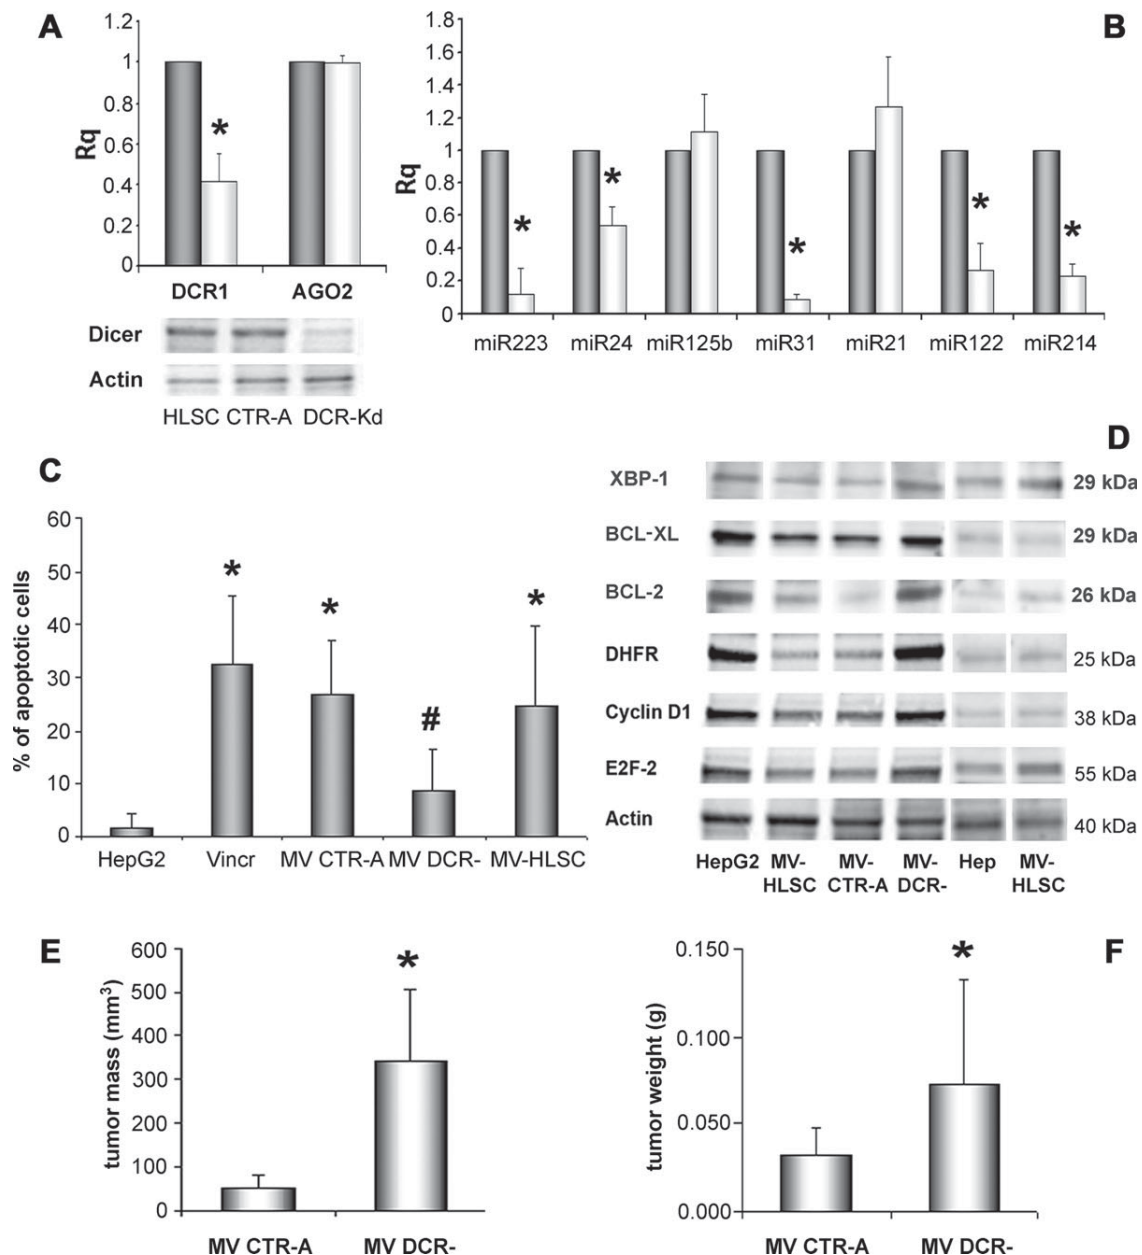 A
1.2
1
0.8
0.6
0.4
0.2
0
Rq
*
DCR1 AGO2
Dicer
Actin
HLSC CTR-A DCR-Kd
B
1.8
1.6
1.4
1.2
1
0.8
0.6
0.4
0.2
0
Rq
* * * * *
miR223 miR24 miR125b miR31 miR21 miR122 miR214
C
60
50
40
30
20
10
0
% of apoptotic cells
* * # *
HepG2 Vincr MV CTR-A MV DCR- MV-HLSC
D
XBP-1 29 kDa
BCL-XL 29 kDa
BCL-2 26 kDa
DHFR 25 kDa
Cyclin D1 38 kDa
E2F-2 55 kDa
Actin 40 kDa
HepG2 MV- MV- MV- Hep MV-
HLSC CTR-A DCR- HLSC
E
600
500
400
300
200
100
0
tumor mass (mm³)
*
MV CTR-A MV DCR-
F
0.150
0.100
0.050
0.000
tumor weight (g)
*
MV CTR-A MV DCR-